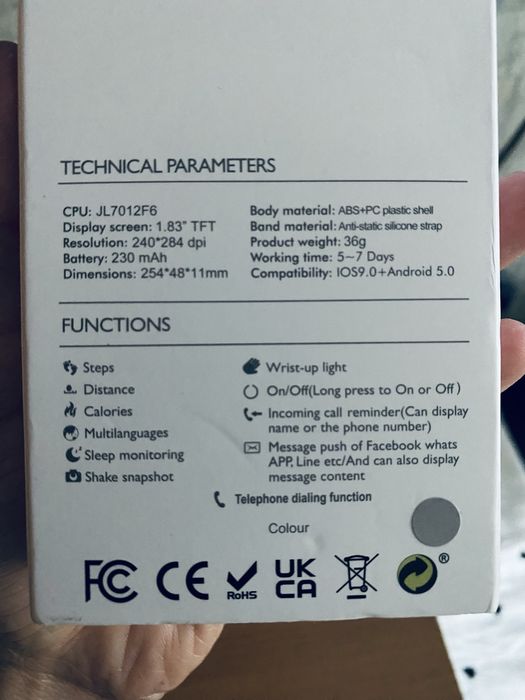 TECHNICAL PARAMETERS
CPU: JL7012F6
Display screen: 1.83" TFT
Resolution: 240*284 dpi
Battery: 230 mAh
Dimensions: 254*48*11mm
Body material: ABS+PC plastic shell
Band material: Anti-static silicone strap
Product weight: 36g
Working time: 5~7 Days
Compatibility: IOS9.0+Android 5.0
FUNCTIONS
Steps
Distance
Calories
Multilanguages
Sleep monitoring
Shake snapshot
Wrist-up light
On/Off(Long press to On or Off)
Incoming call reminder(Can display
name or the phone number)
Message push of Facebook whats
APP, Line etc/And can also display
message content
Telephone dialing function
Colour
FC CE RoHS UK CA ®